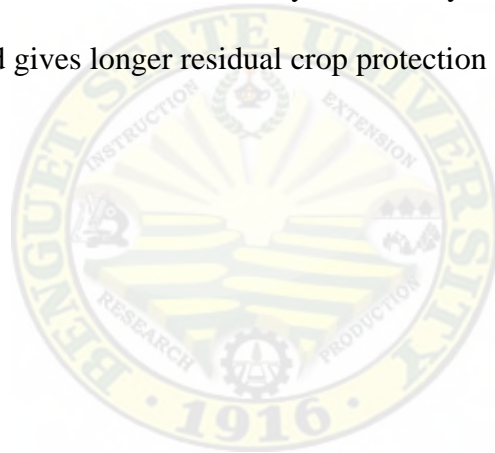 d gives longer residual crop protection
BENGUET STATE UNIVERSITY
INSTRUCTION
EXTENSION
RESEARCH
PRODUCTION
· 1916 ·